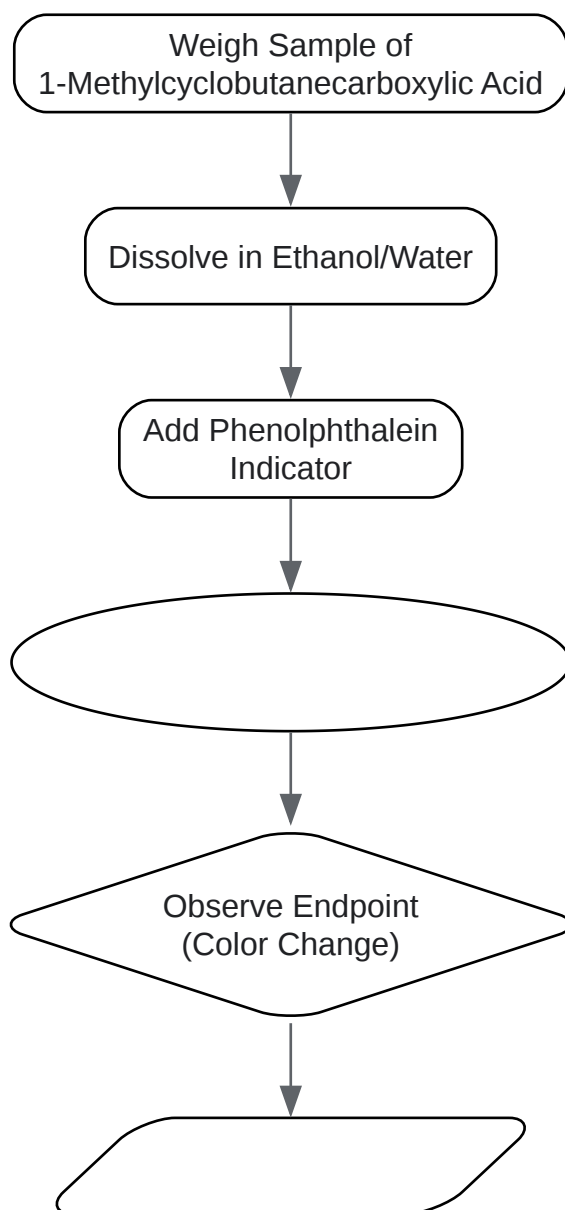 Weigh Sample of
1-Methylcyclobutanecarboxylic Acid
Dissolve in Ethanol/Water
Add Phenolphthalein
Indicator
Observe Endpoint
(Color Change)